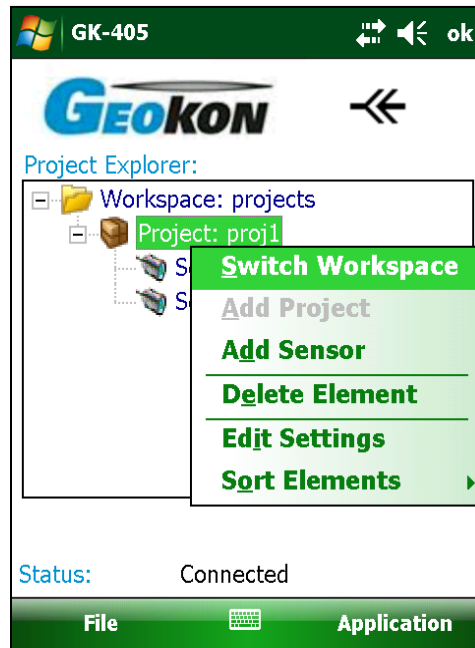 GK-405 ok
GEOKON
Project Explorer:
Workspace: projects
Project: proj1
S
S
Switch Workspace
Add Project
Add Sensor
Delete Element
Edit Settings
Sort Elements
Status: Connected
File Application